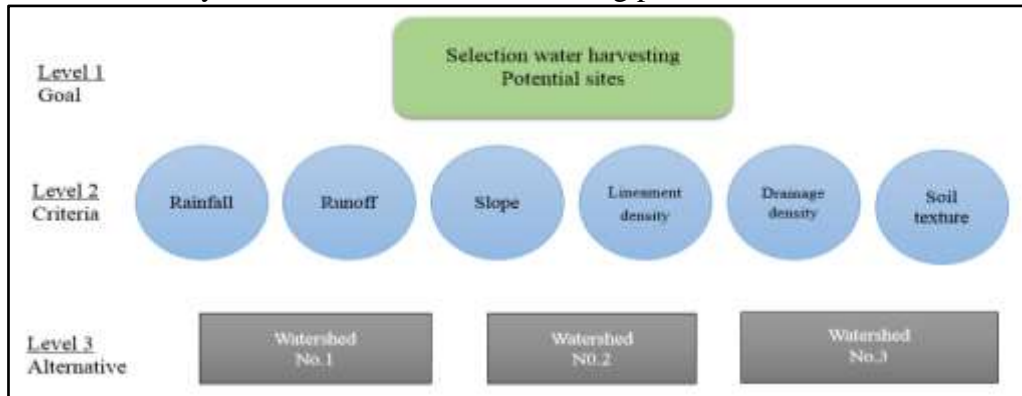 Selection water harvesting
Potential sites
Level 1
Goal
Level 2
Criteria
Rainfall
Runoff
Slope
Lineament
density
Drainage
density
Soil
texture
Level 3
Alternative
Watershed
No.1
Watershed
N0.2
Watershed
No.3